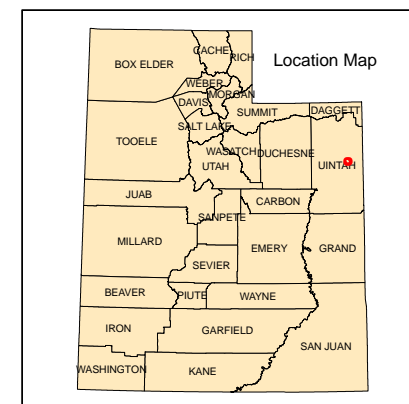 Location Map
BOX ELDER
CACHE
RICH
WEBER
MORGAN
DAVIS
SUMMIT
DAGGETT
SALT LAKE
TOOELE
WASATCH
DUCHESNE
UINTAH
UTAH
JUAB
CARBON
SANPETE
MILLARD
EMERY
GRAND
SEVIER
BEAVER
PIUTE
WAYNE
IRON
GARFIELD
SAN JUAN
WASHINGTON
KANE